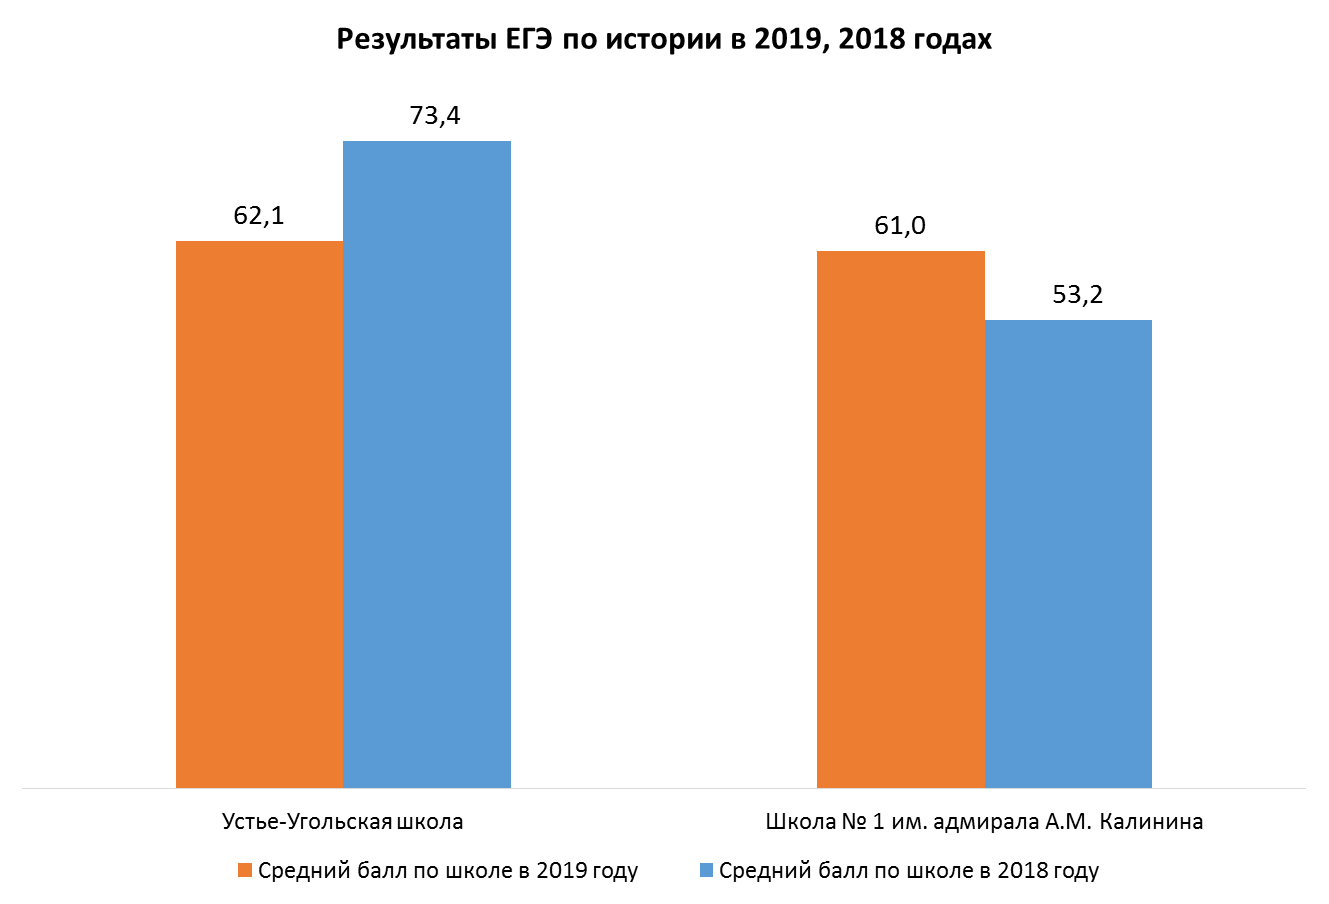 Результаты ЕГЭ по истории в 2019, 2018 годах
73,4
62,1
61,0
53,2
Устье-Угольская школа
Школа № 1 им. адмирала А.М. Калинина
Средний балл по школе в 2019 году
Средний балл по школе в 2018 году